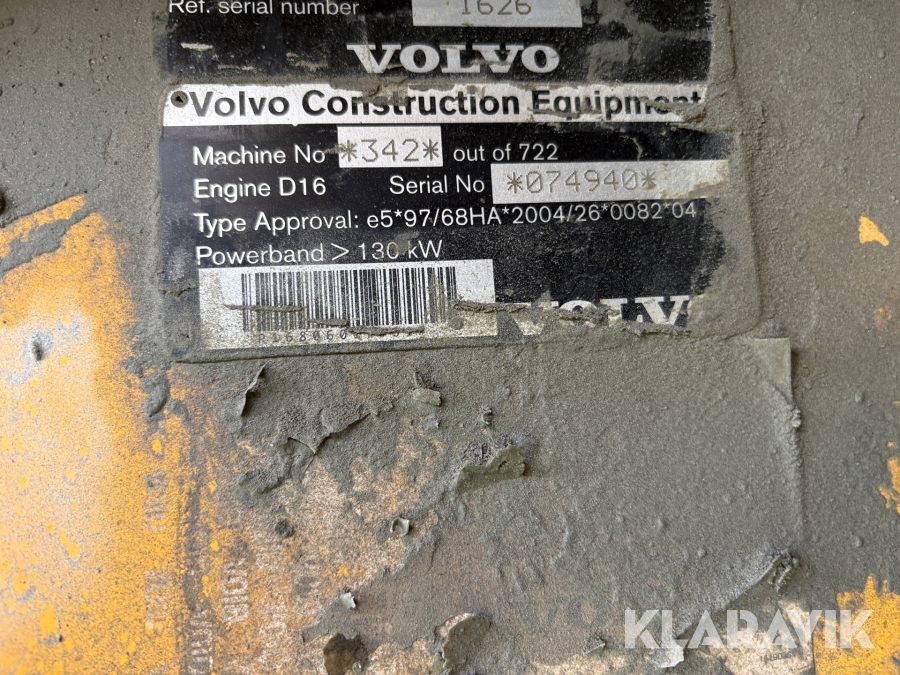 Ref. serial number 1626
VOLVO
Volvo Construction Equipment
Machine No *342* out of 722
Engine D16 Serial No *074940*
Type Approval: e5*97/68HA*2004/26*0082*04
Powerband > 130 kW
VOLV
KLARAVIK